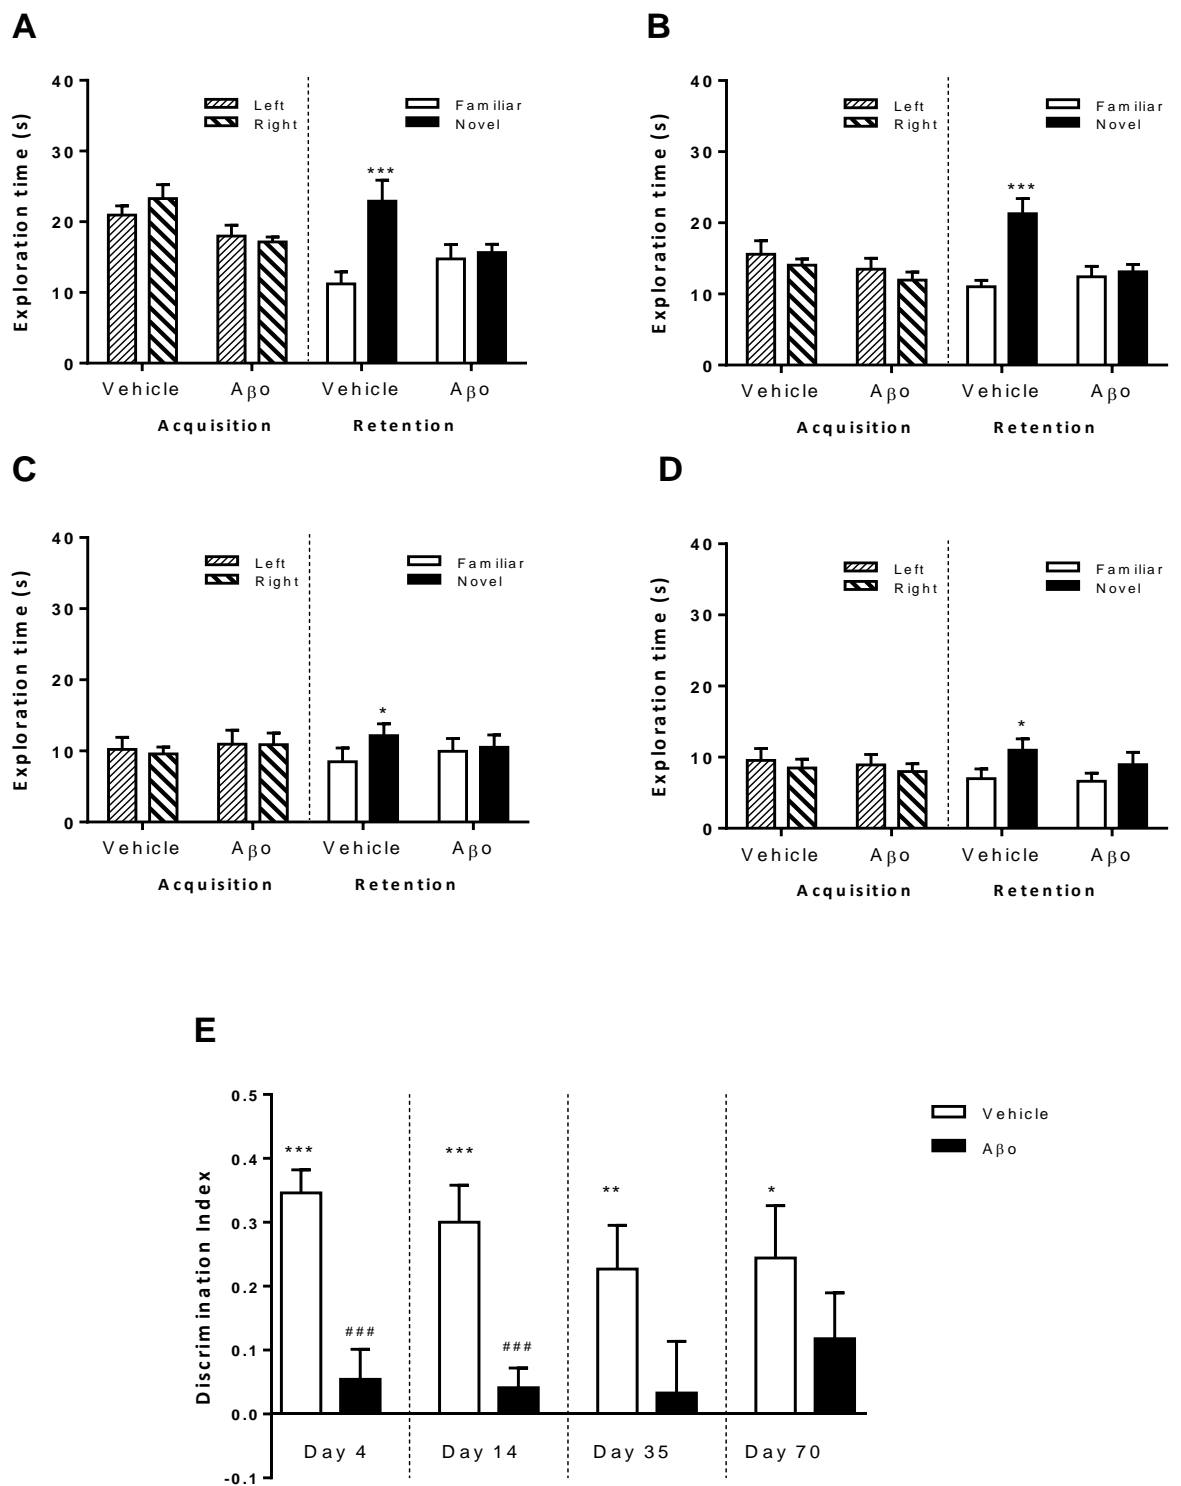 A
Exploration time (s)
40
30
20
10
0
Left
Right
Familiar
Novel
***
Vehicle
Aβo
Vehicle
Aβo
Acquisition
Retention
B
Exploration time (s)
40
30
20
10
0
Left
Right
Familiar
Novel
***
Vehicle
Aβo
Vehicle
Aβo
Acquisition
Retention
C
Exploration time (s)
40
30
20
10
0
Left
Right
Familiar
Novel
*
Vehicle
Aβo
Vehicle
Aβo
Acquisition
Retention
D
Exploration time (s)
40
30
20
10
0
Left
Right
Familiar
Novel
*
Vehicle
Aβo
Vehicle
Aβo
Acquisition
Retention
E
Discrimination Index
0.5
0.4
0.3
0.2
0.1
0.0
-0.1
***
###
***
###
**
*
Day 4
Day 14
Day 35
Day 70
Vehicle
Aβo